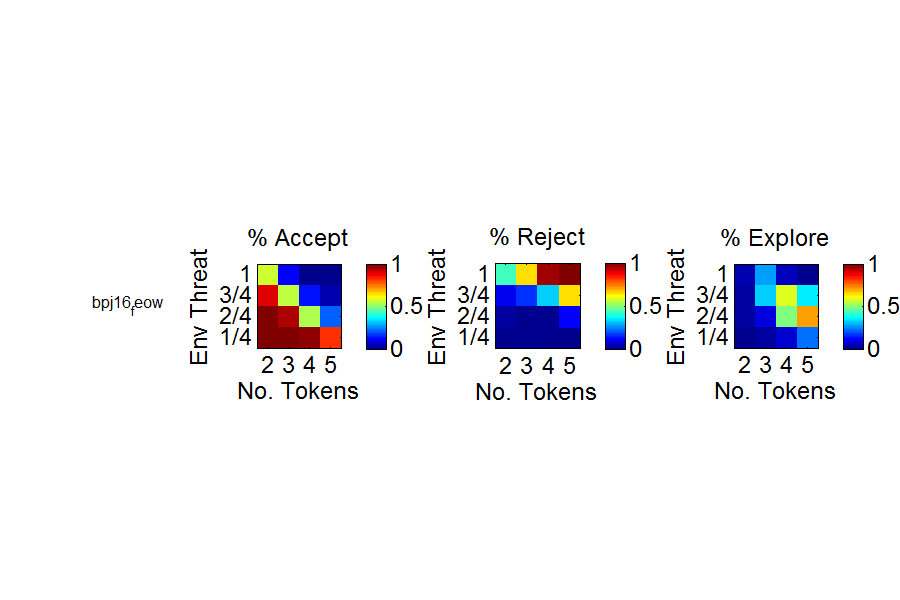 % Accept
% Reject
% Explore
bpj16_feow
Env Threat
1
3/4
2/4
1/4
2 3 4 5
No. Tokens
1
0.5
0
Env Threat
1
3/4
2/4
1/4
2 3 4 5
No. Tokens
1
0.5
0
Env Threat
1
3/4
2/4
1/4
2 3 4 5
No. Tokens
1
0.5
0